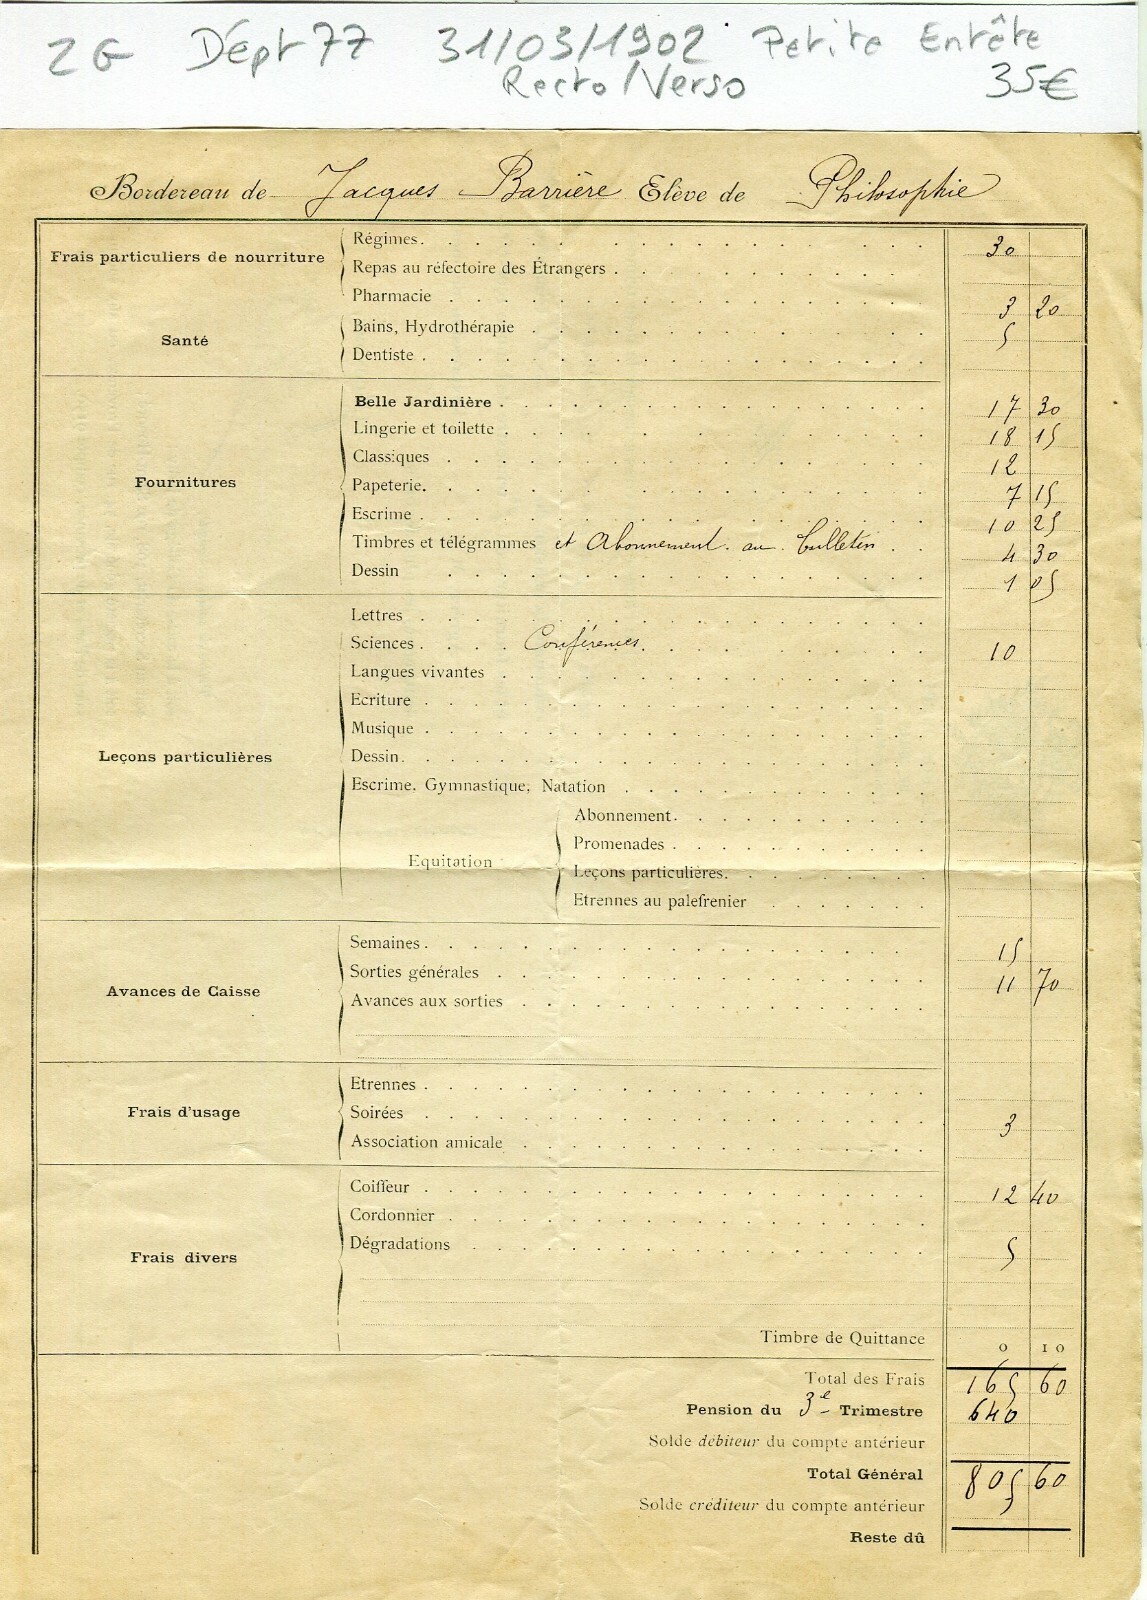 2G Dépt 77 31/03/1902 Petite Entête
Recto/Verso 35€
Bordereau de Jacques Barrière Elève de Philosophie
Frais particuliers de nourriture
Régimes 30
Repas au réfectoire des Étrangers
Santé
Pharmacie 3 20
Bains, Hydrothérapie 5
Dentiste
Fournitures
Belle Jardinière 17 30
Lingerie et toilette 18 15
Classiques 12
Papeterie 7 15
Escrime 10 25
Timbres et télégrammes et Abonnement au bulletin 4 30
Dessin 1 05
Leçons particulières
Lettres
Sciences Conférences 10
Langues vivantes
Ecriture
Musique
Dessin
Escrime, Gymnastique, Natation
Equitation
Abonnement
Promenades
Leçons particulières
Etrennes au palefrenier
Avances de Caisse
Semaines 15
Sorties générales 11 70
Avances aux sorties
Frais d'usage
Etrennes
Soirées 3
Association amicale
Frais divers
Coiffeur 12 40
Cordonnier
Dégradations 5
Timbre de Quittance 0 10
Total des Frais 165 60
Pension du 3e Trimestre 640
Solde débiteur du compte antérieur
Total Général 805 60
Solde créditeur du compte antérieur
Reste dû